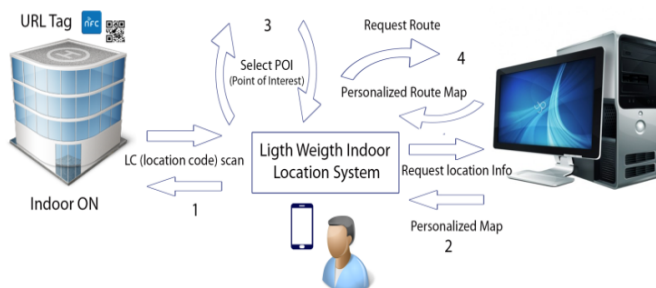 URL Tag
nFC
3
Request Route
Select POI
(Point of Interest)
4
Personalized Route Map
LC (location code) scan
Ligth Weigth Indoor
Location System
Request location Info
Indoor ON
1
Personalized Map
2